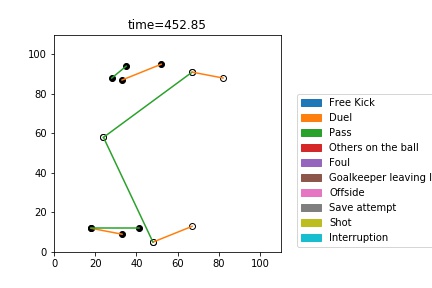 time=452.85
100
80
60
40
20
0
0 20 40 60 80 100
Free Kick
Duel
Pass
Others on the ball
Foul
Goalkeeper leaving l
Offside
Save attempt
Shot
Interruption